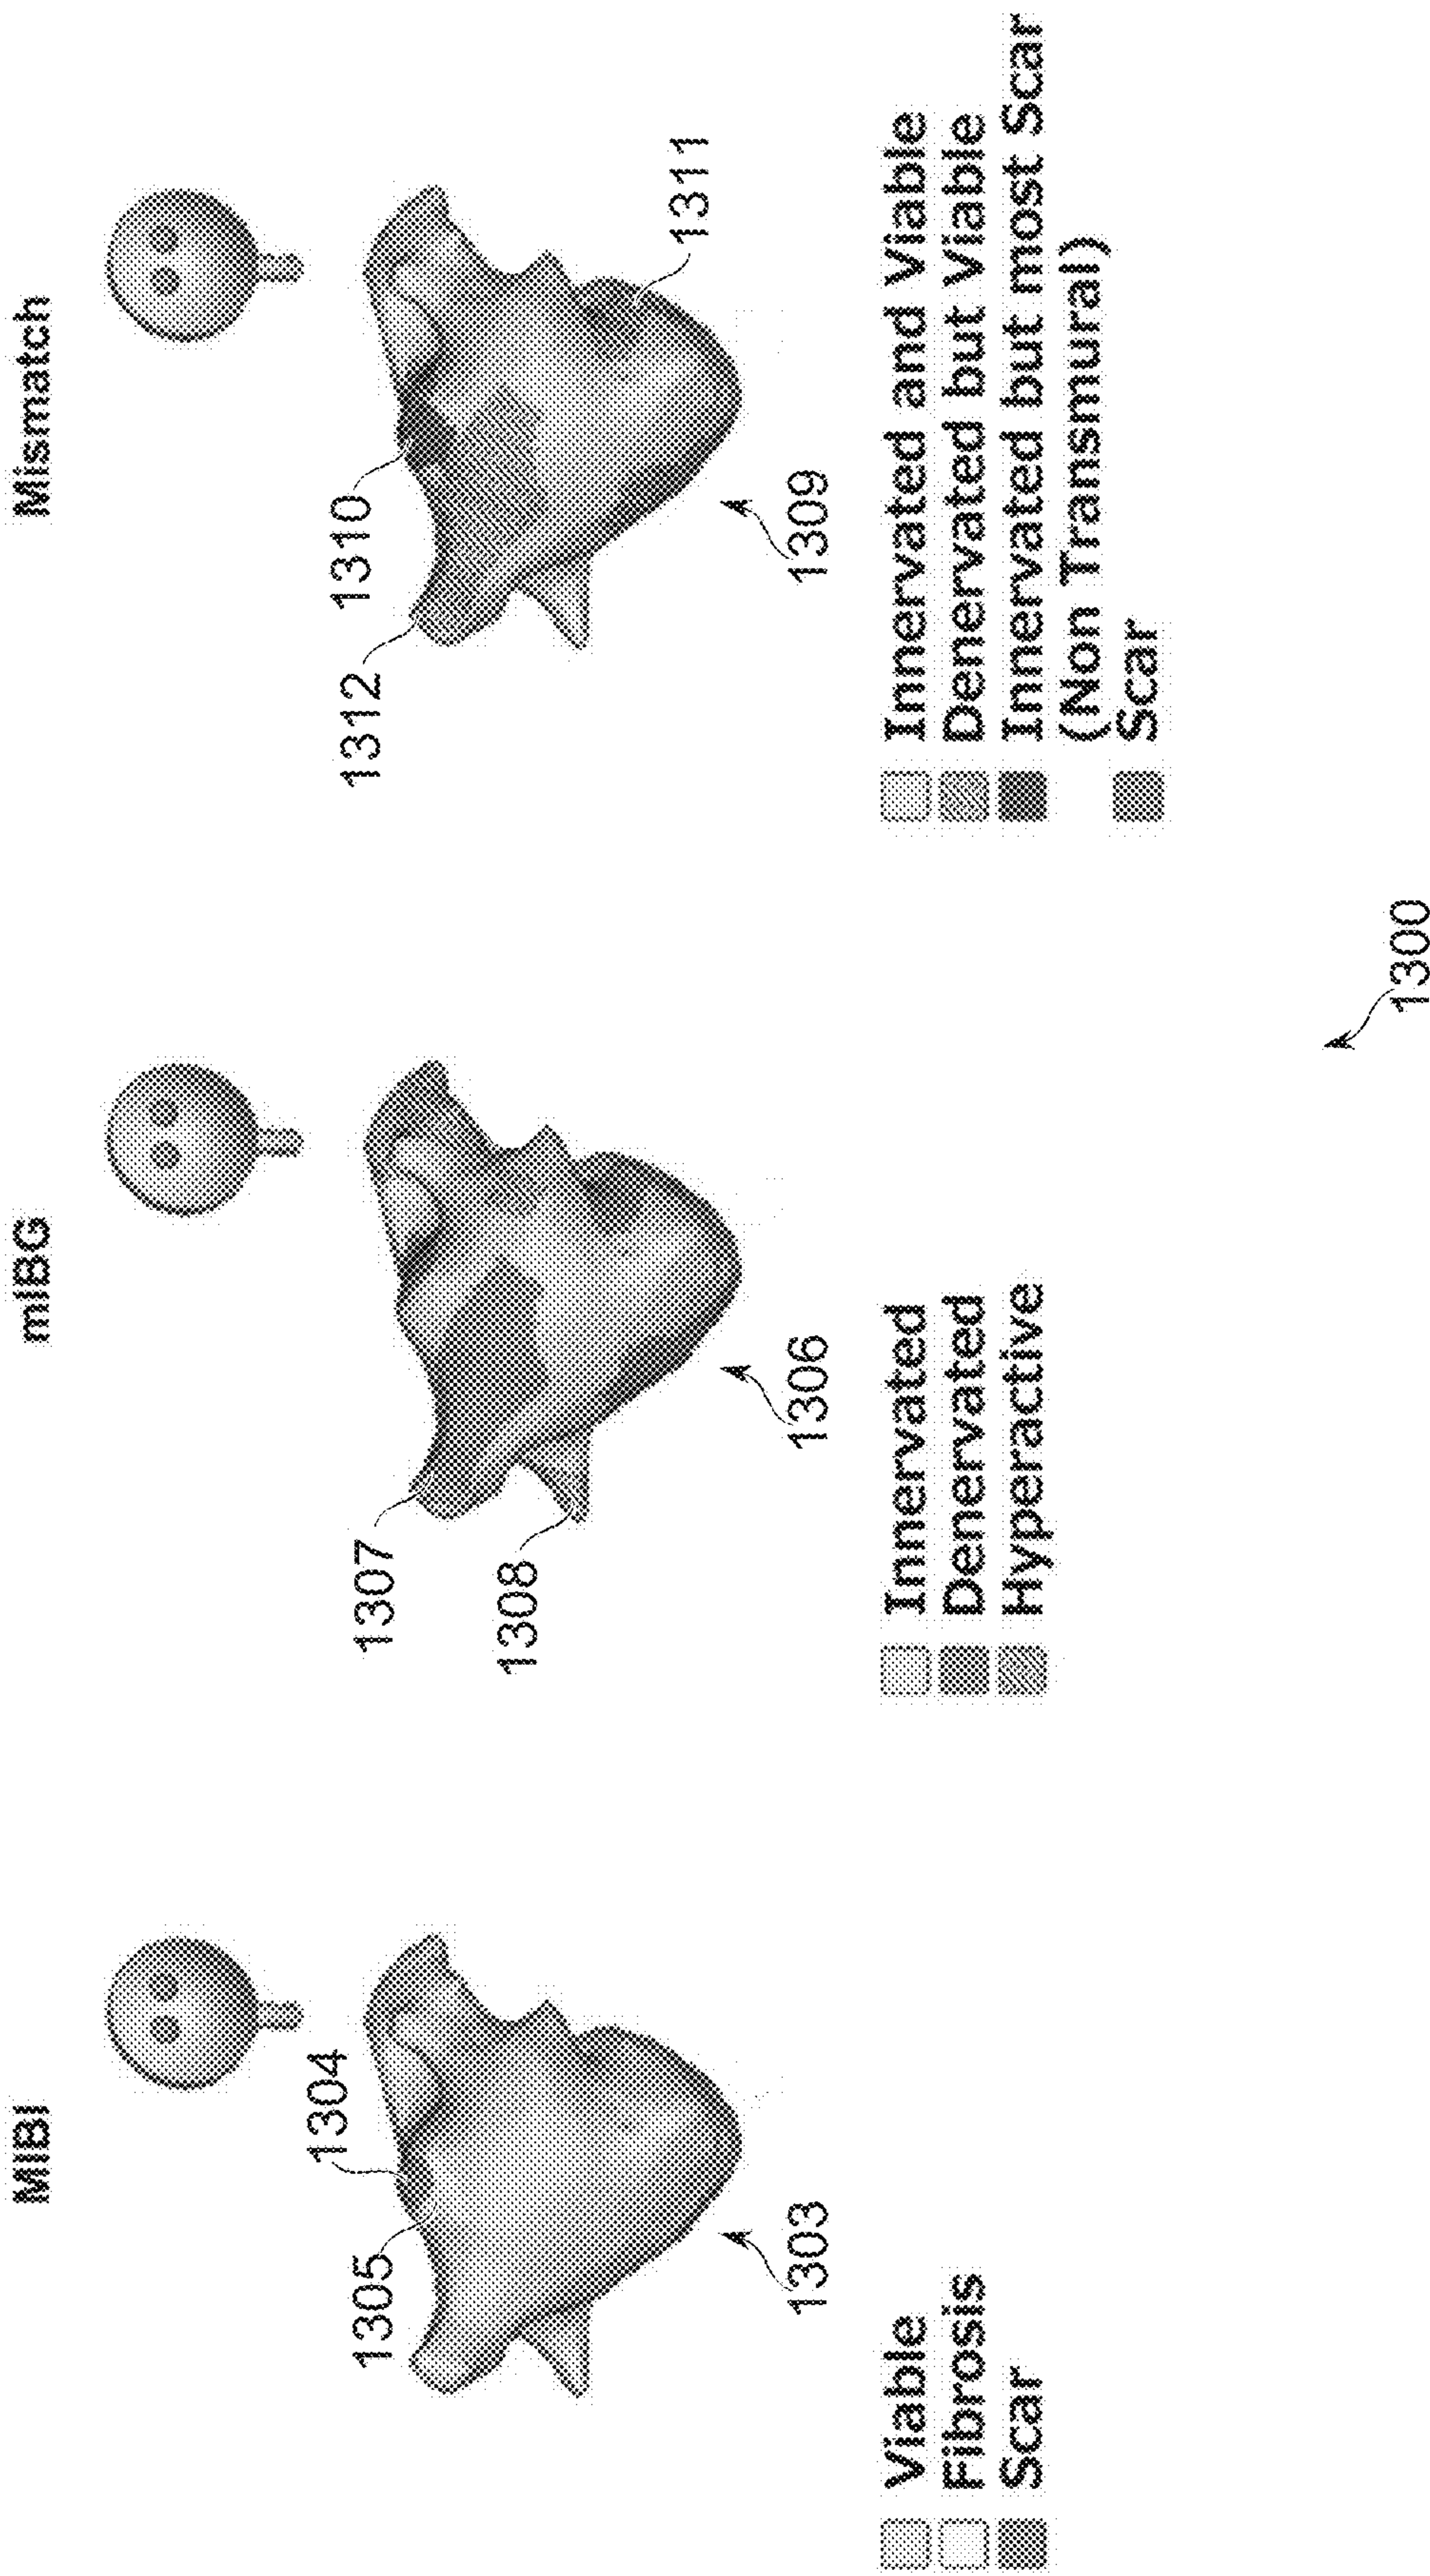 MIBI
1304
1305
1303
Viable
Fibrosis
Scar
mIBG
1307
1308
1306
Innervated
Denervated
Hyperactive
Mismatch
1310
1312
1311
1309
Innervated and Viable
Denervated but Viable
Innervated but most Scar
(Non Transmural)
Scar
1300